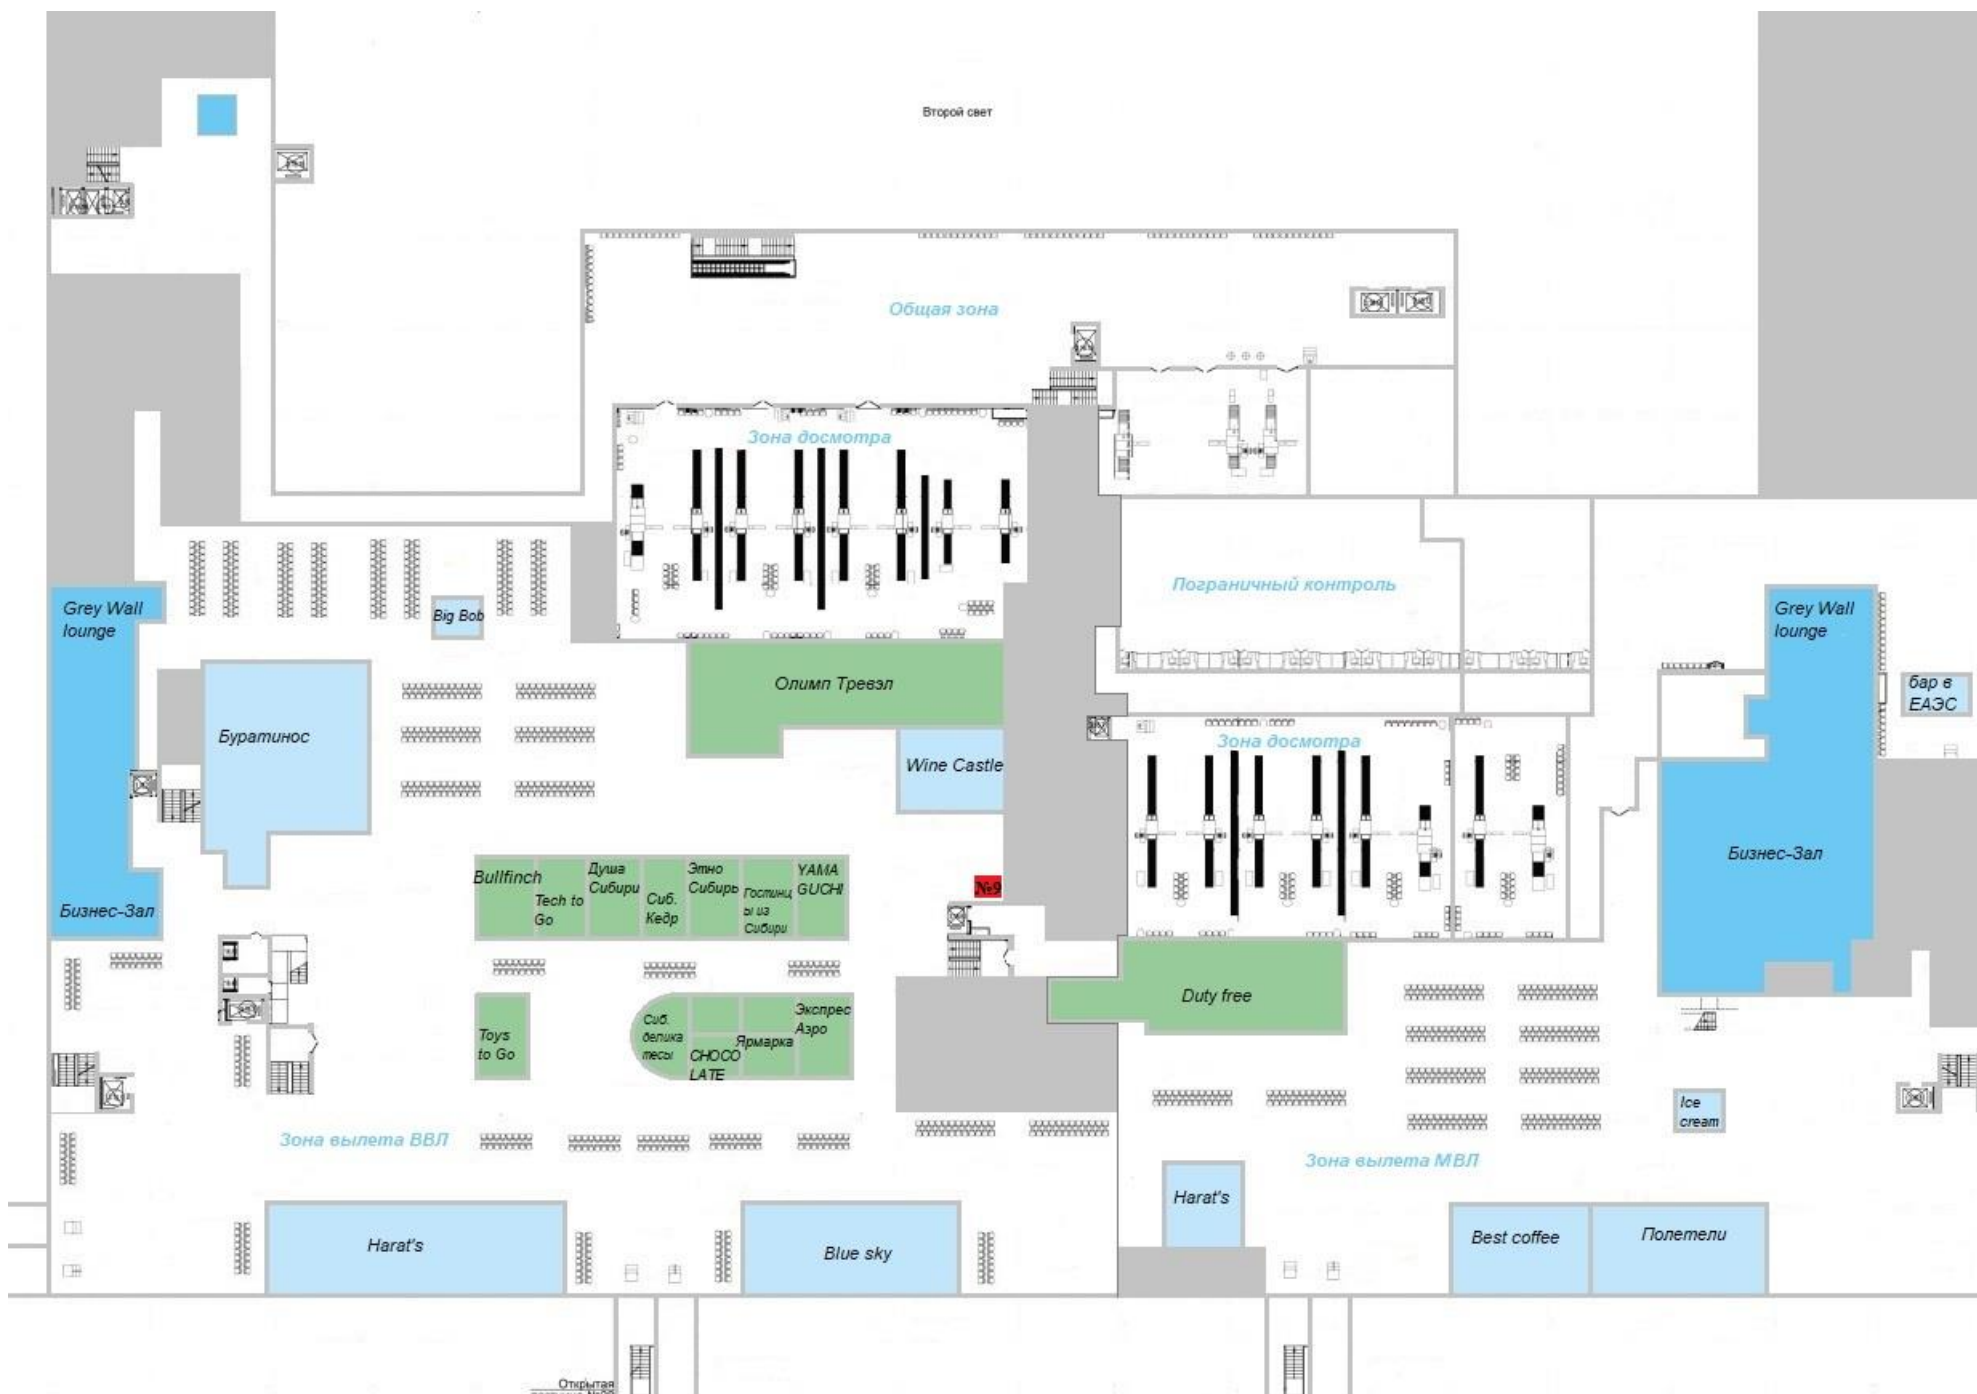 Второй свет
Общая зона
Зона досмотра
Пограничный контроль
Grey Wall
lounge
Big Bob
Grey Wall
lounge
Олимп Тревэл
бар в
ЕАЭС
Буратинос
Зона досмотра
Wine Castle
Бизнес-Зал
Bullfinch
Tech to
Go
Душа
Сибири
Сиб.
Кедр
Этно
Сибирь
Гостинц
ы из
Сибири
YAMA
GUCHI
№9
Бизнес-Зал
Duty free
Toys
to Go
Сиб.
делика
тесы
CHOCO
LATE
Ярмарка
Экспрес
Аэро
Ice
cream
Зона вылета ВВЛ
Зона вылета МВЛ
Harat's
Harat's
Blue sky
Best coffee
Полетели
Открытая